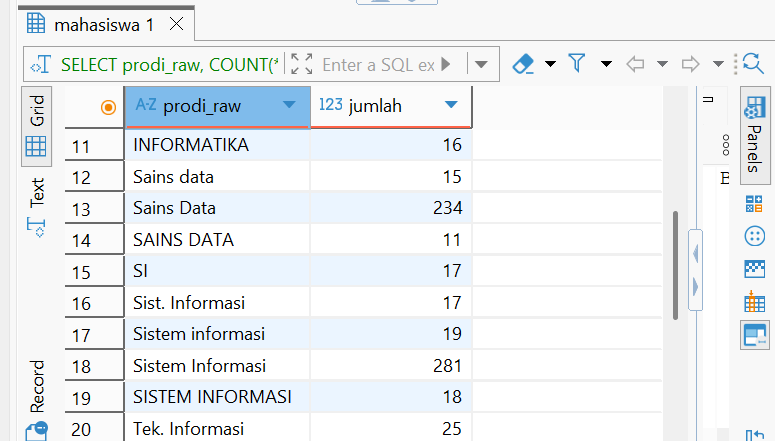 mahasiswa 1
SELECT prodi_raw, COUNT(* Enter a SQL ex
Grid
Text
Record
A-Z prodi_raw 123 jumlah
11 INFORMATIKA 16
12 Sains data 15
13 Sains Data 234
14 SAINS DATA 11
15 SI 17
16 Sist. Informasi 17
17 Sistem informasi 19
18 Sistem Informasi 281
19 SISTEM INFORMASI 18
20 Tek. Informasi 25
Panels